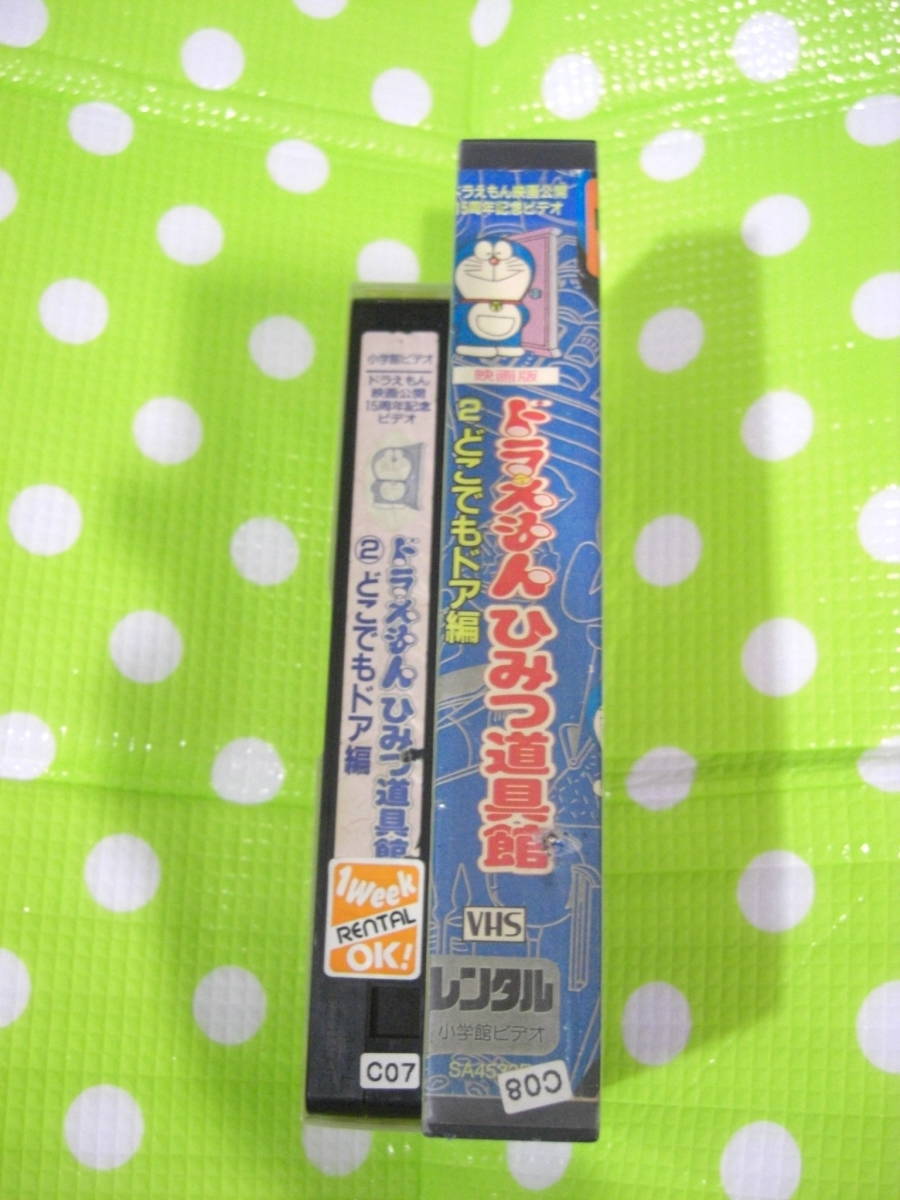 小学館ビデオ
ドラえもん
映画公開
15周年記念
ビデオ
ドラえもん ひみつ道具館
② どこでもドア編
1Week
RENTAL
OK!
C07
ドラえもん映画公開
15周年記念ビデオ
映画版
ドラえもん ひみつ道具館
2 どこでもドア編
VHS
レンタル
小学館ビデオ
C08